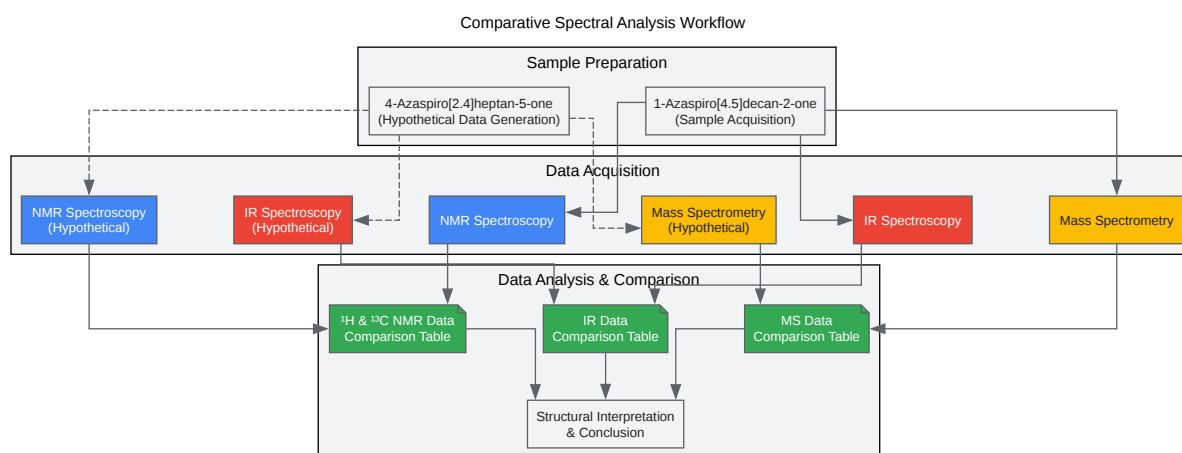 Comparative Spectral Analysis Workflow
Sample Preparation
4-Azaspiro[2.4]heptan-5-one
(Hypothetical Data Generation)
1-Azaspiro[4.5]decan-2-one
(Sample Acquisition)
Data Acquisition
NMR Spectroscopy
(Hypothetical)
IR Spectroscopy
(Hypothetical)
NMR Spectroscopy
Mass Spectrometry
(Hypothetical)
IR Spectroscopy
Mass Spectrometry
Data Analysis & Comparison
¹H & ¹³C NMR Data
Comparison Table
IR Data
Comparison Table
MS Data
Comparison Table
Structural Interpretation
& Conclusion